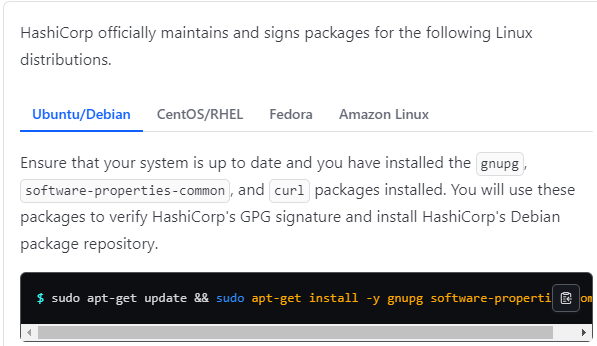 HashiCorp officially maintains and signs packages for the following Linux
distributions.
Ubuntu/Debian CentOS/RHEL Fedora Amazon Linux
Ensure that your system is up to date and you have installed the gnupg,
software-properties-common, and curl packages installed. You will use these
packages to verify HashiCorp's GPG signature and install HashiCorp's Debian
package repository.
$ sudo apt-get update && sudo apt-get install -y gnupg software-properti